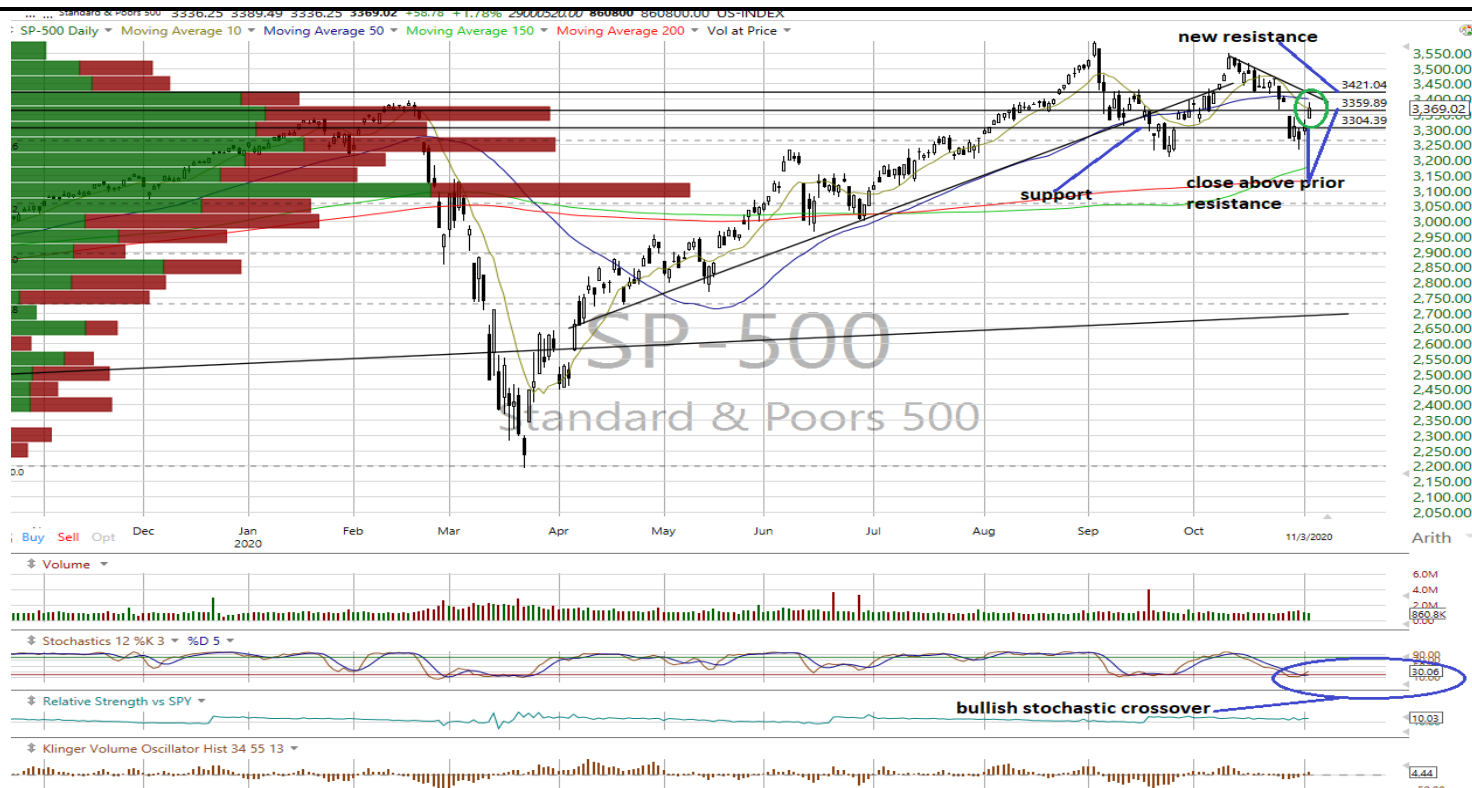 Standard & Poors 500 3336.25 3389.49 3336.25 3369.02 +58.78 +1.78% 29000520.00 860800 860800.00 US-INDEX
SP-500 Daily Moving Average 10 Moving Average 50 Moving Average 150 Moving Average 200 Vol at Price
new resistance
3,550.00
3,500.00
3,450.00
3421.04
3,400.00
3359.89
3,369.02
3304.39
3,300.00
3,250.00
3,200.00
3,150.00
close above prior
resistance
support
3,100.00
3,050.00
3,000.00
2,950.00
2,900.00
2,850.00
2,800.00
2,750.00
2,700.00
2,650.00
2,600.00
2,550.00
2,500.00
2,450.00
2,400.00
2,350.00
2,300.00
2,250.00
2,200.00
2,150.00
2,100.00
2,050.00
SP-500
Standard & Poors 500
Dec Jan Feb Mar Apr May Jun Jul Aug Sep Oct 11/3/2020
2020
Buy Sell Opt
Arith
Volume
6.0M
4.0M
2.0M
860.8K
0.00
Stochastics 12 %K 3 %D 5
90.00
30.06
10.00
Relative Strength vs SPY
bullish stochastic crossover
10.03
Klinger Volume Oscillator Hist 34 55 13
4.44